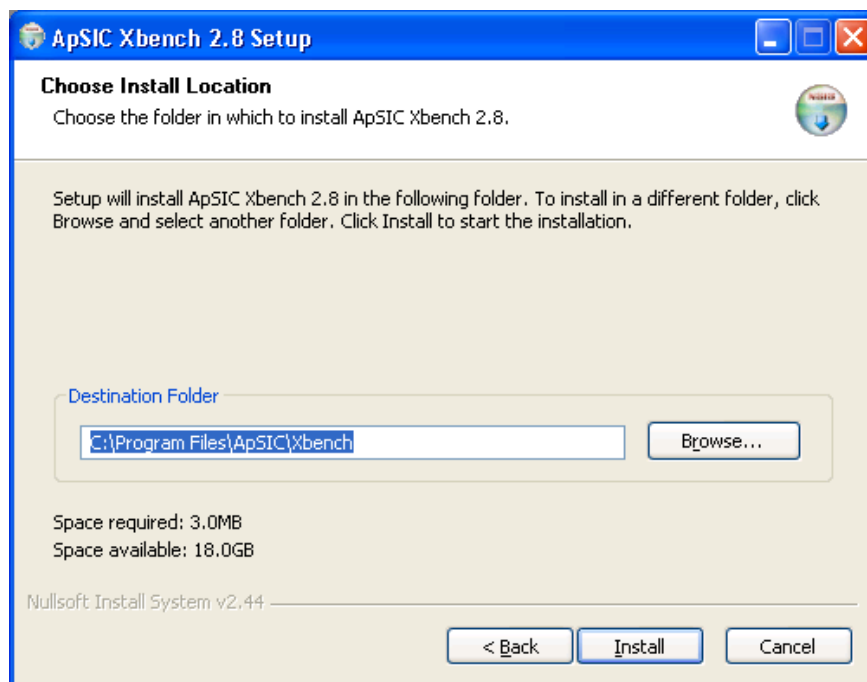 ApSIC Xbench 2.8 Setup
Choose Install Location
Choose the folder in which to install ApSIC Xbench 2.8.
Setup will install ApSIC Xbench 2.8 in the following folder. To install in a different folder, click
Browse and select another folder. Click Install to start the installation.
Destination Folder
C:\Program Files\ApSIC\Xbench
Browse...
Space required: 3.0MB
Space available: 18.0GB
Nullsoft Install System v2.44
< Back
Install
Cancel